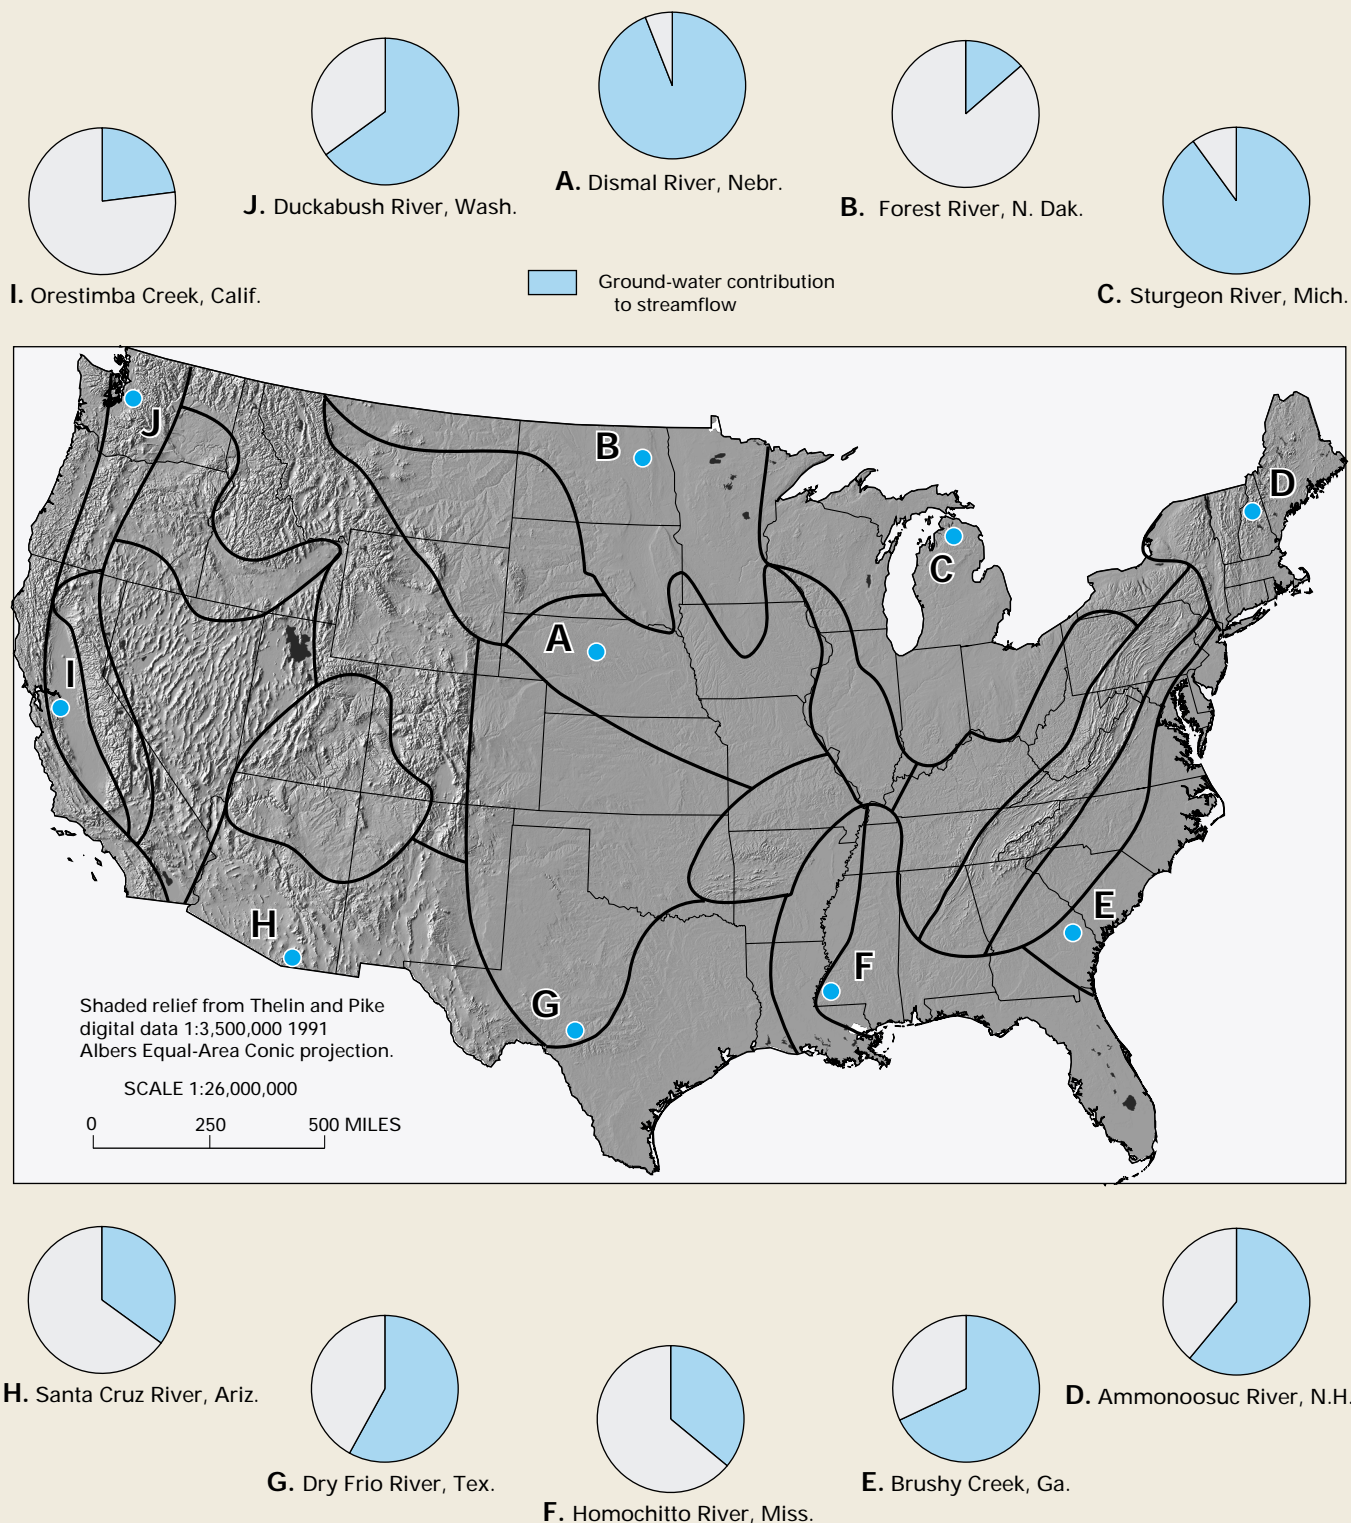 A. Dismal River, Nebr.
J. Duckabush River, Wash.
B. Forest River, N. Dak.
I. Orestimba Creek, Calif.
C. Sturgeon River, Mich.
Ground-water contribution
to streamflow
J
B
D
C
A
I
E
H
F
G
Shaded relief from Thelin and Pike
digital data 1:3,500,000 1991
Albers Equal-Area Conic projection.
SCALE 1:26,000,000
0 250 500 MILES
H. Santa Cruz River, Ariz.
D. Ammonoosuc River, N.H.
G. Dry Frio River, Tex.
E. Brushy Creek, Ga.
F. Homochitto River, Miss.